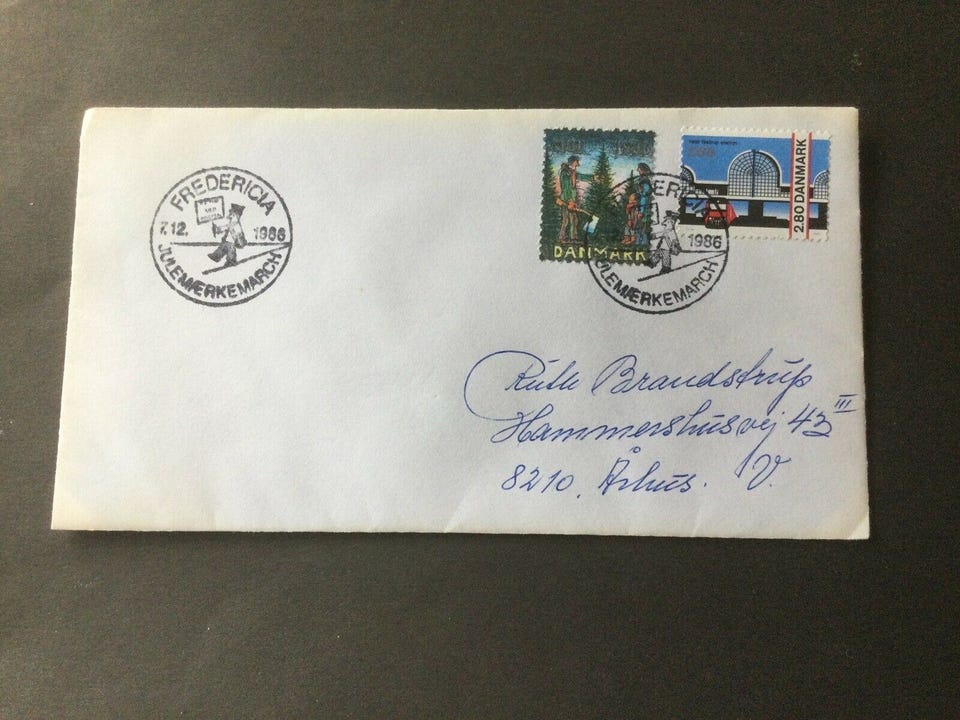 FREDERICIA
7.12. 1986
JULEMÆRKEMARCH
DANMARK
2.80 DANMARK
1986
JULEMÆRKEMARCH
Ruth Brandstrup
Hammershusvej 43 III
8210, Århus. V.